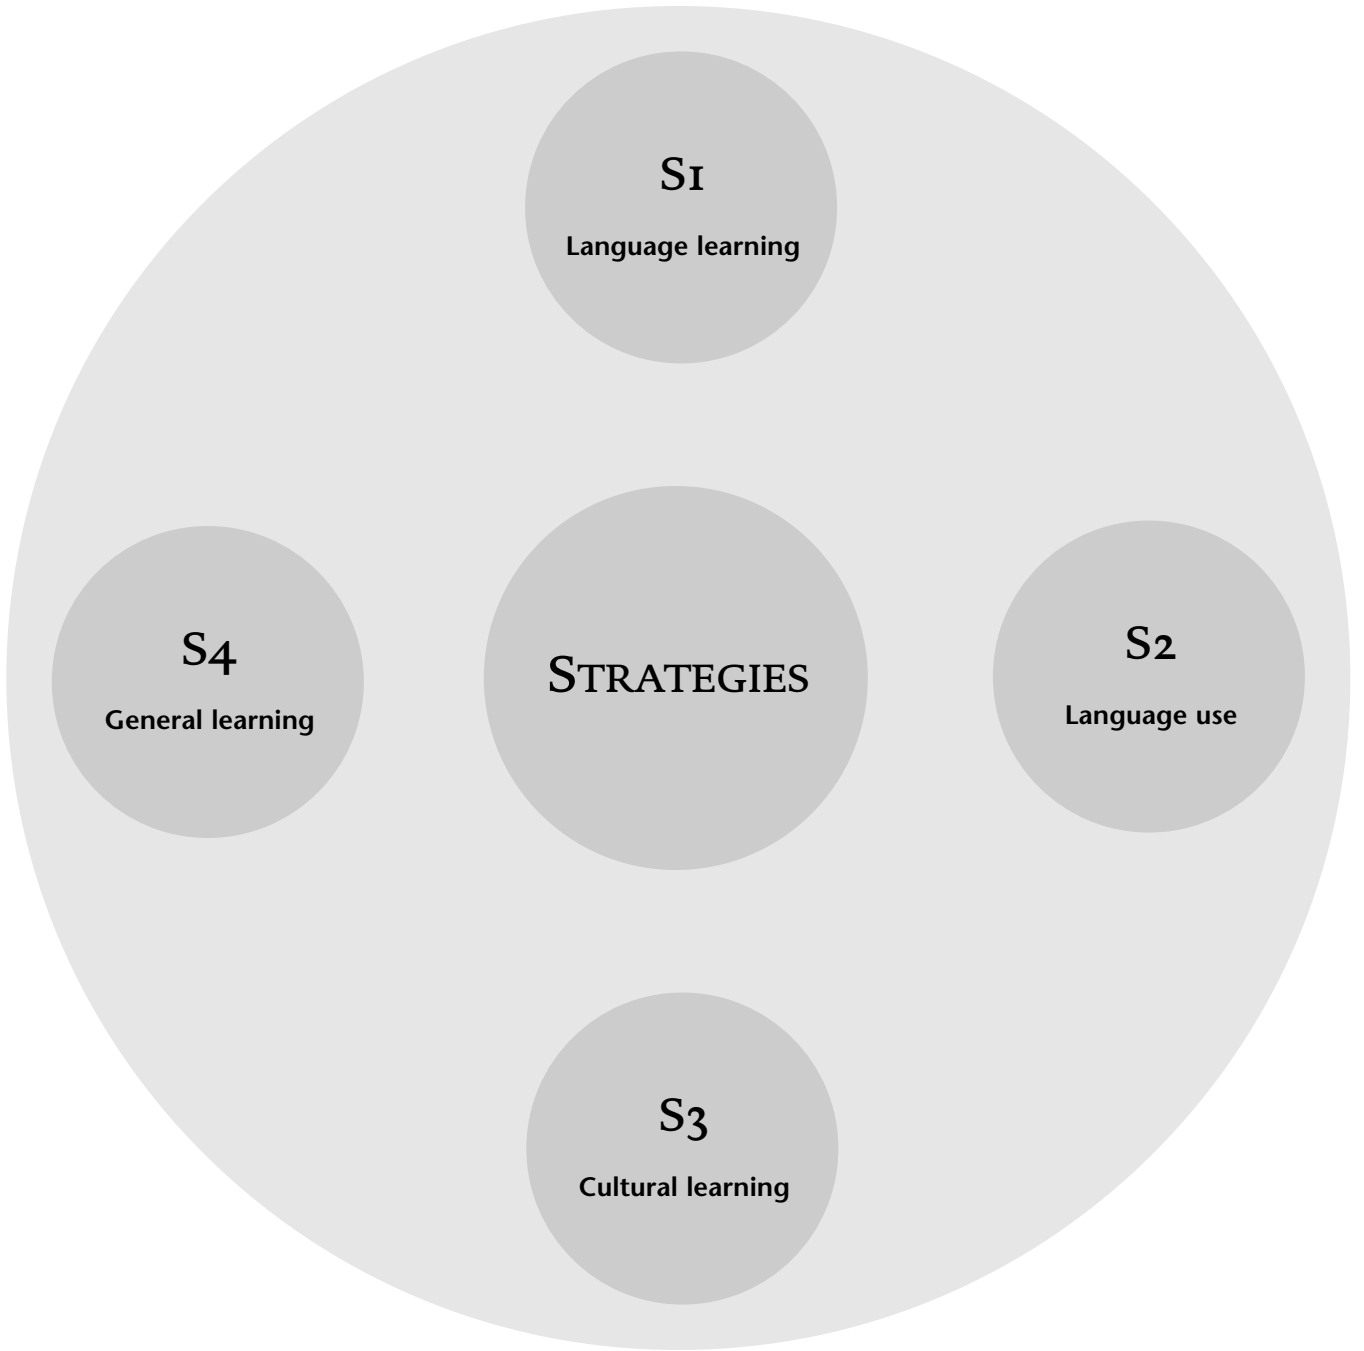 S1
Language learning
S4
General learning
STRATEGIES
S2
Language use
S3
Cultural learning